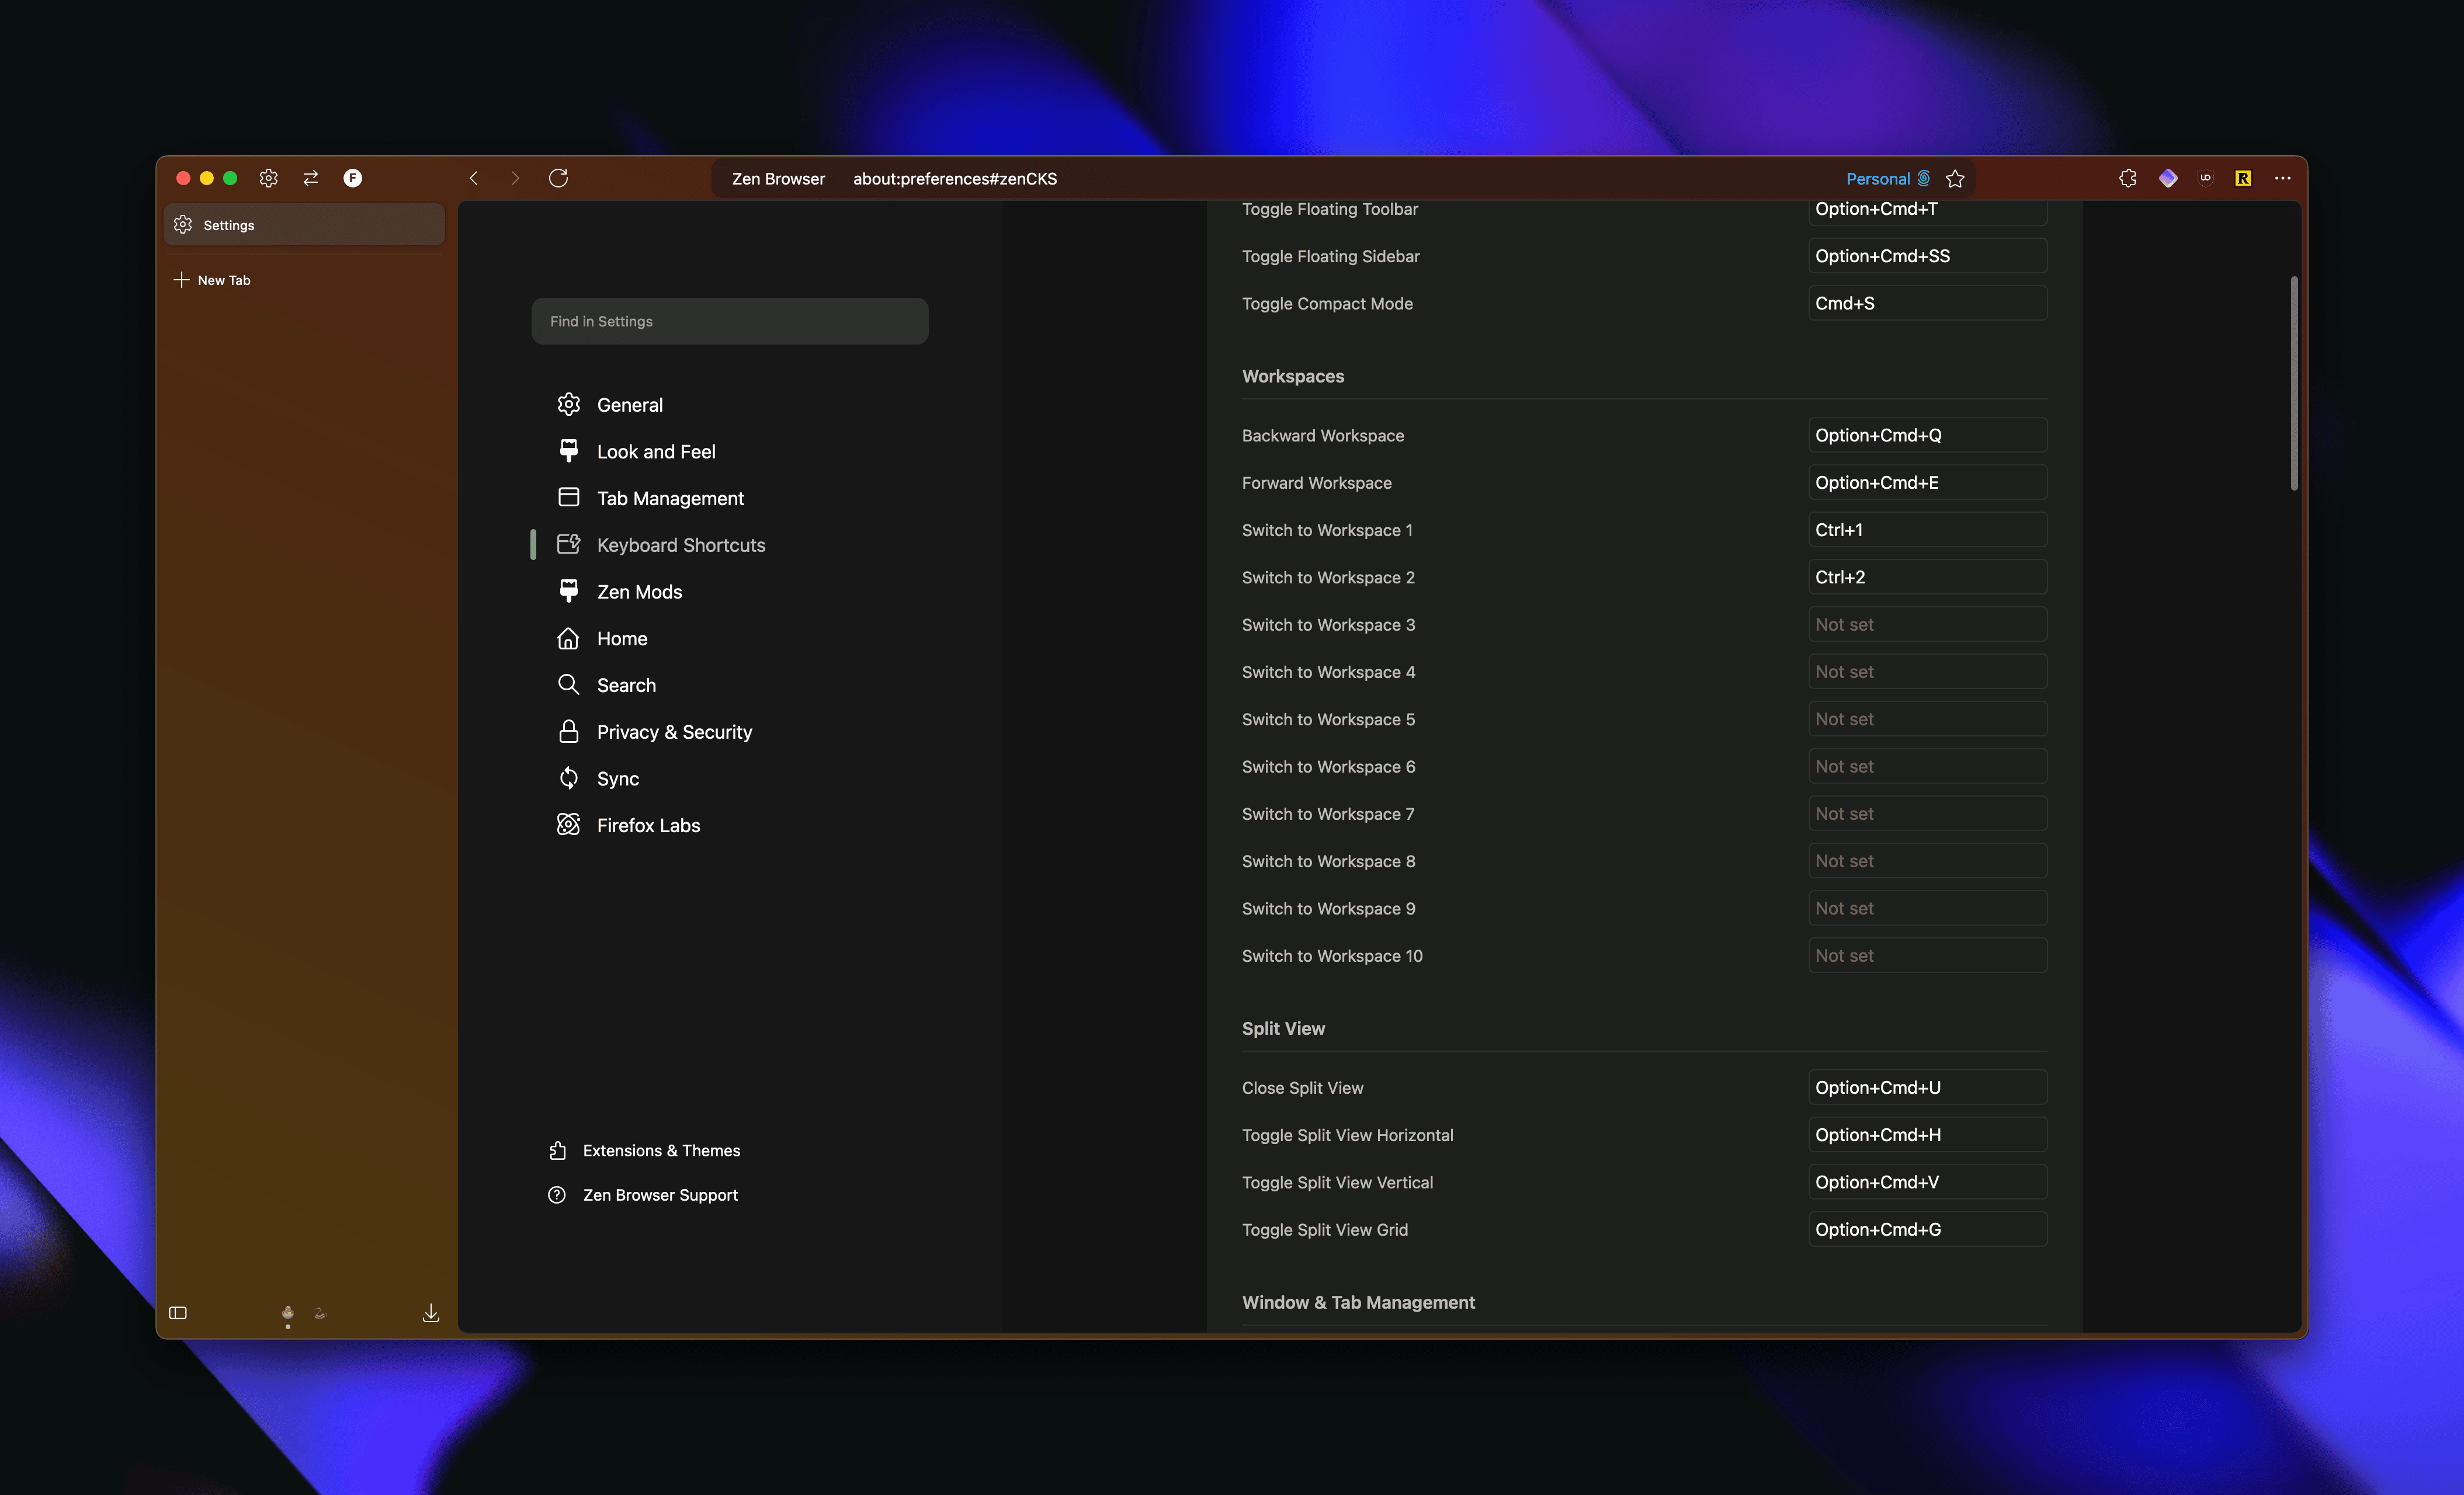 F
Zen Browser about:preferences#zenCKS
Personal
R
Settings
New Tab
Find in Settings
General
Look and Feel
Tab Management
Keyboard Shortcuts
Zen Mods
Home
Search
Privacy & Security
Sync
Firefox Labs
Extensions & Themes
Zen Browser Support
Toggle Floating Toolbar Option+Cmd+T
Toggle Floating Sidebar Option+Cmd+SS
Toggle Compact Mode Cmd+S
Workspaces
Backward Workspace Option+Cmd+Q
Forward Workspace Option+Cmd+E
Switch to Workspace 1 Ctrl+1
Switch to Workspace 2 Ctrl+2
Switch to Workspace 3 Not set
Switch to Workspace 4 Not set
Switch to Workspace 5 Not set
Switch to Workspace 6 Not set
Switch to Workspace 7 Not set
Switch to Workspace 8 Not set
Switch to Workspace 9 Not set
Switch to Workspace 10 Not set
Split View
Close Split View Option+Cmd+U
Toggle Split View Horizontal Option+Cmd+H
Toggle Split View Vertical Option+Cmd+V
Toggle Split View Grid Option+Cmd+G
Window & Tab Management